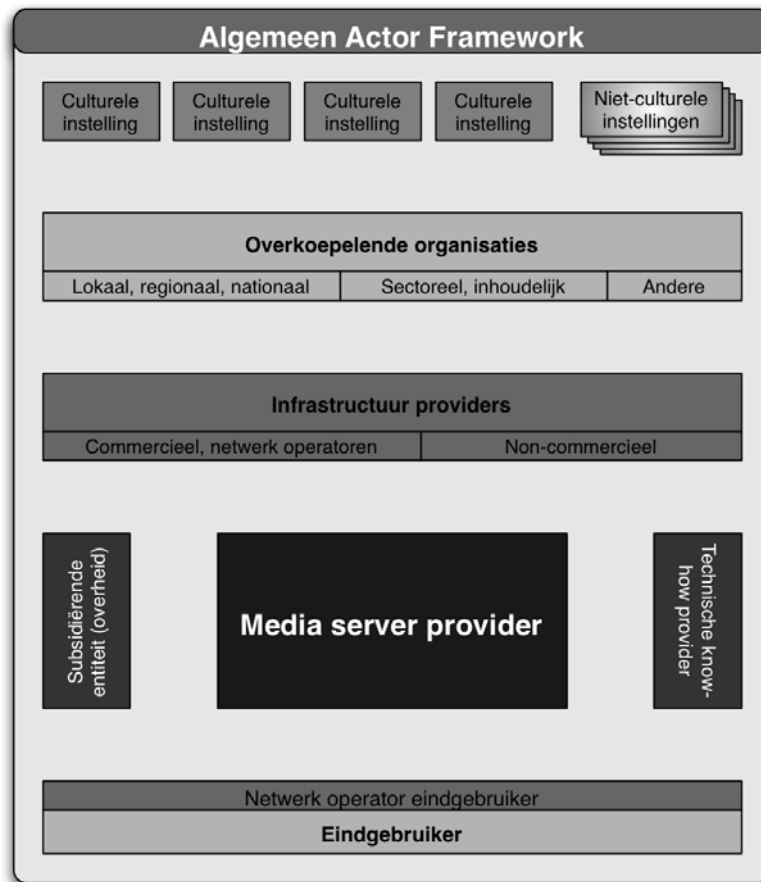 Algemeen Actor Framework
Culturele
instelling
Culturele
instelling
Culturele
instelling
Culturele
instelling
Niet-culturele
instellingen
Overkoepelende organisaties
Lokaal, regionaal, nationaal
Sectoreel, inhoudelijk
Andere
Infrastructuur providers
Commercieel, netwerk operatoren
Non-commercieel
Subsidiërende
entiteit (overheid)
Media server provider
Technische know-
how provider
Netwerk operator eindgebruiker
Eindgebruiker